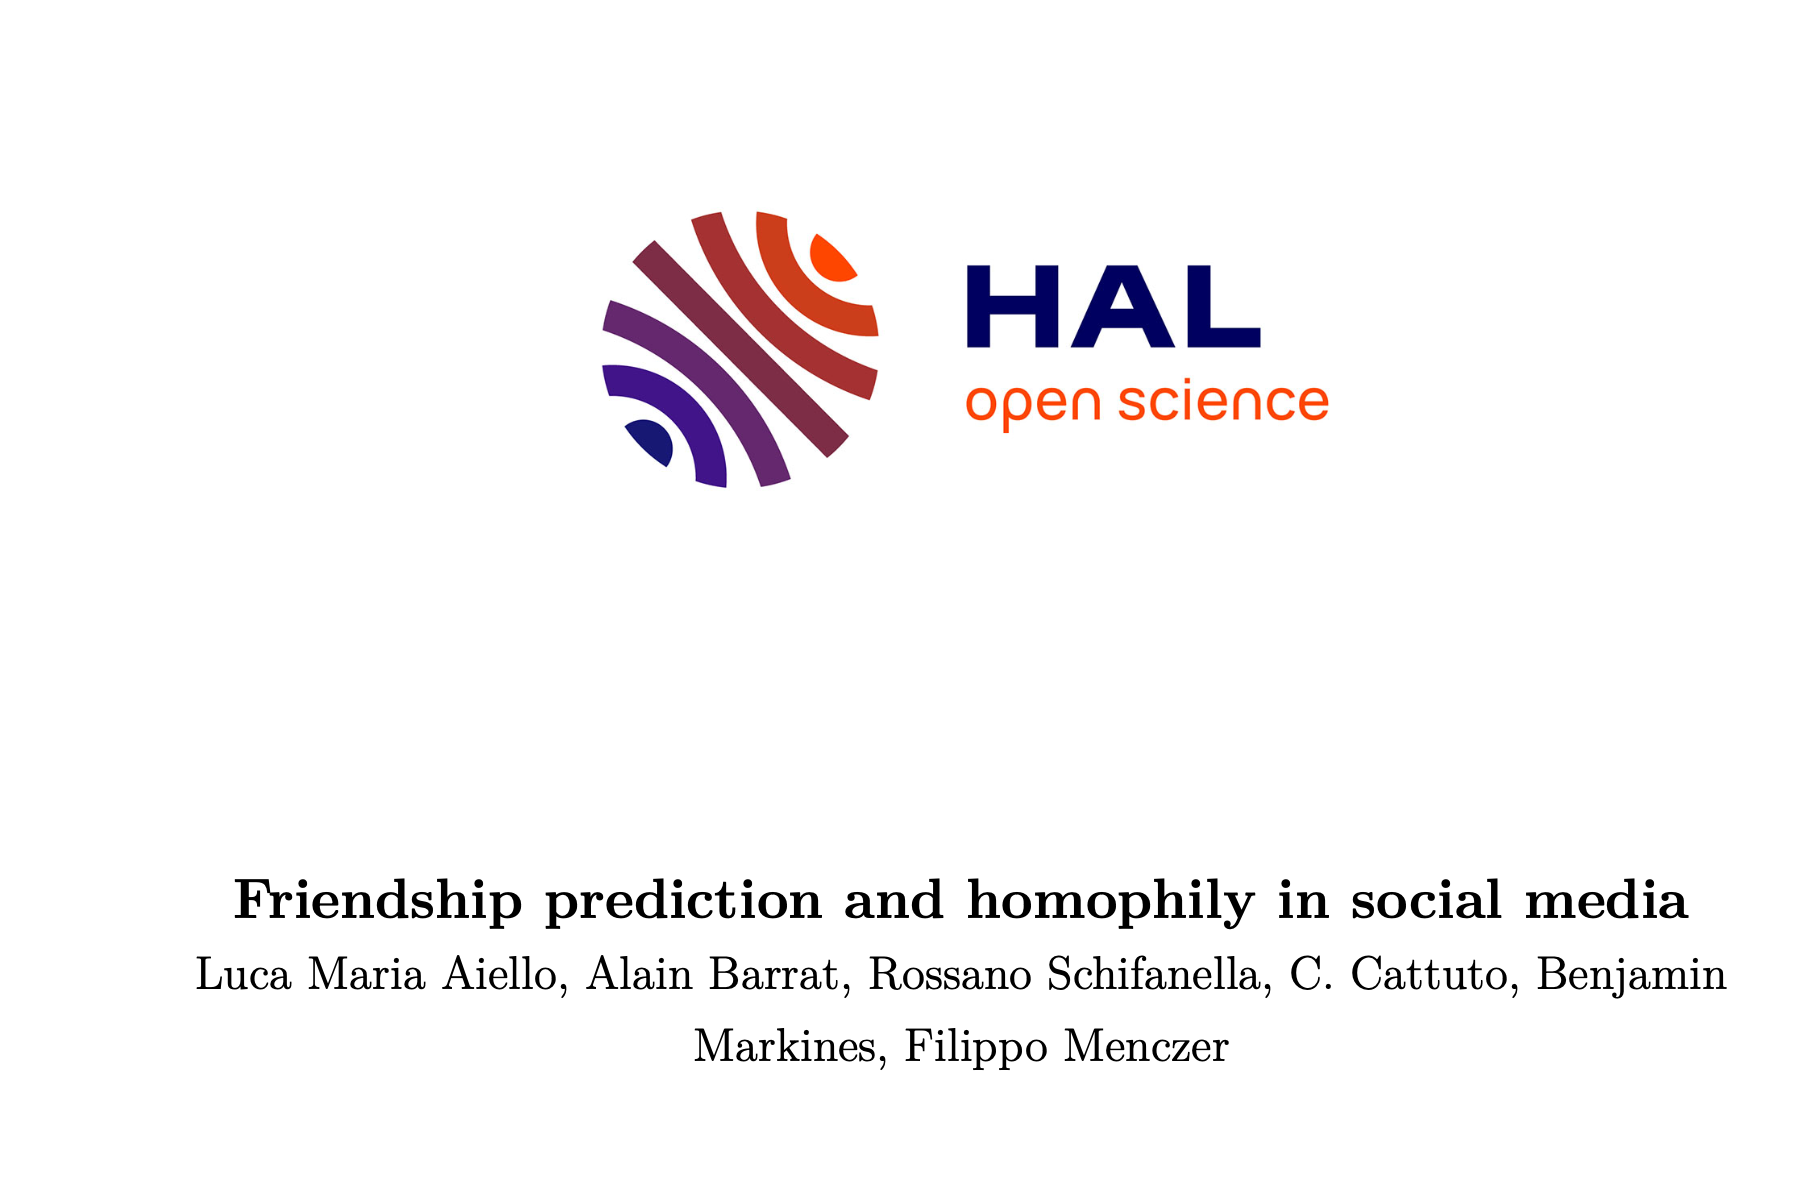 HAL
open science
Friendship prediction and homophily in social media
Luca Maria Aiello, Alain Barrat, Rossano Schifanella, C. Cattuto, Benjamin
Markines, Filippo Menczer